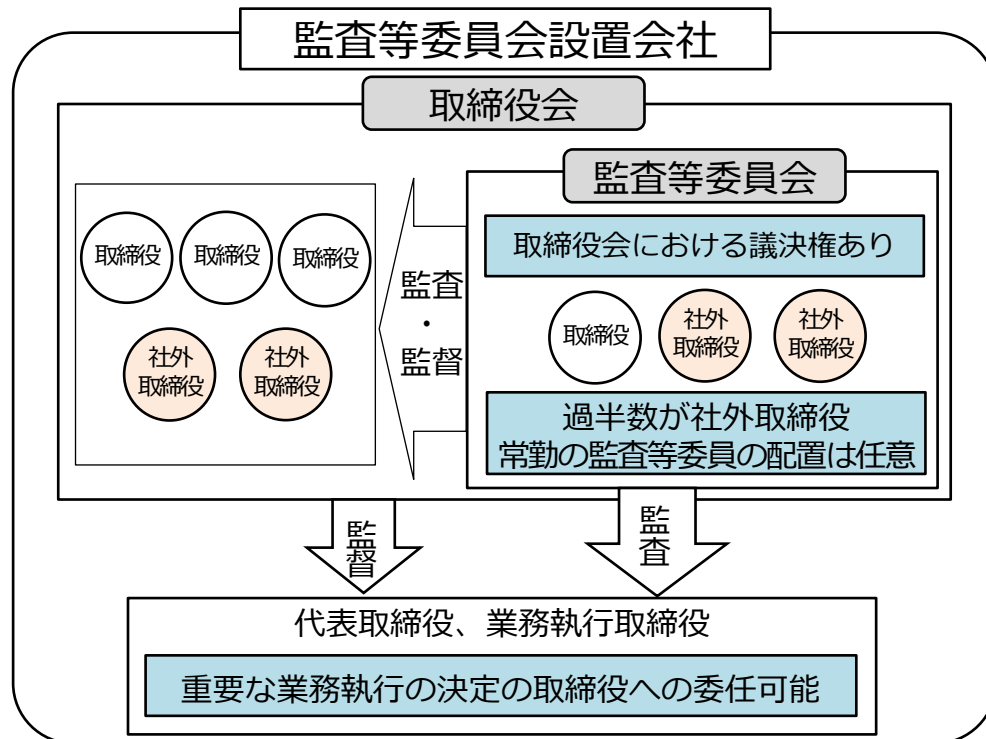 監査等委員会設置会社
取締役会
監査等委員会
取締役会における議決権あり
取締役
取締役
取締役
社外
取締役
社外
取締役
監査
・
監督
取締役
社外
取締役
社外
取締役
過半数が社外取締役
常勤の監査等委員の配置は任意
監督
監査
代表取締役、業務執行取締役
重要な業務執行の決定の取締役への委任可能